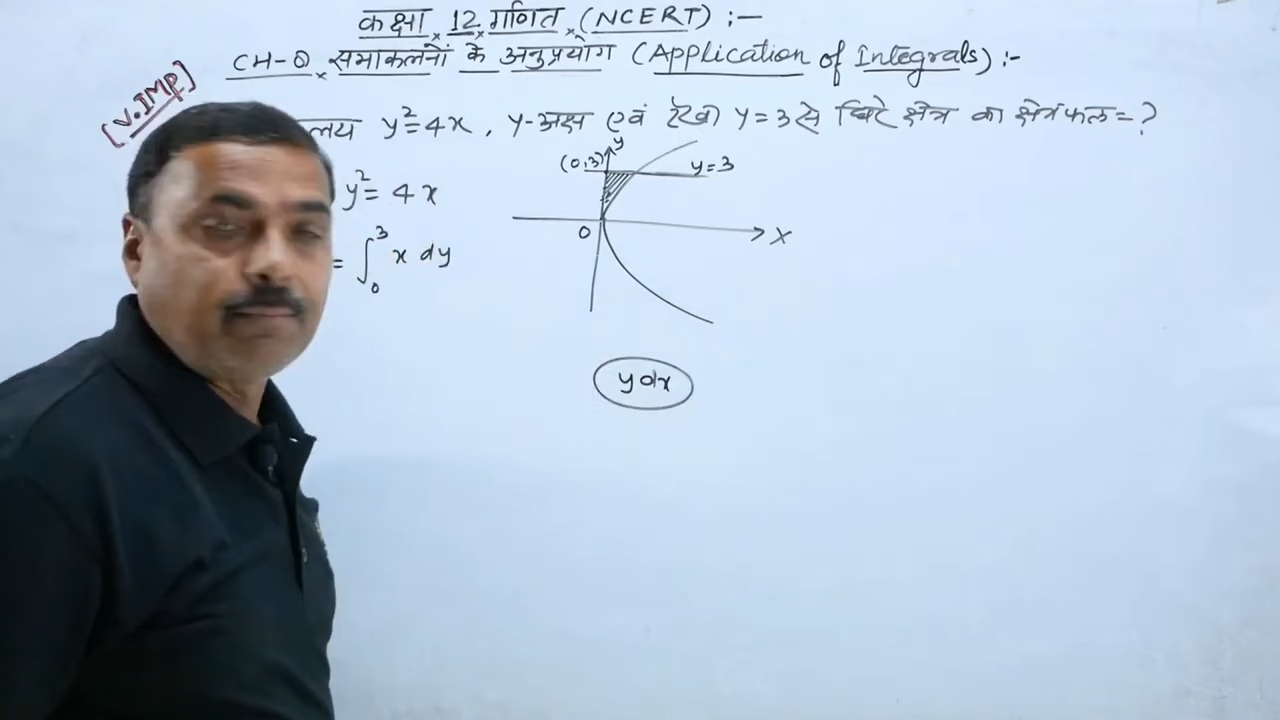 कक्षा 12 गणित (NCERT) :-
CH-8 समाकलनों के अनुप्रयोग (Application of Integrals) :-
[V.IMP]
y²=4x, y-अक्ष एवं रेखा y=3 से घिरे क्षेत्र का क्षेत्रफल=?
(0,3) y
y=3
y²= 4x
0
X
= ∫₀³ x dy
ydx